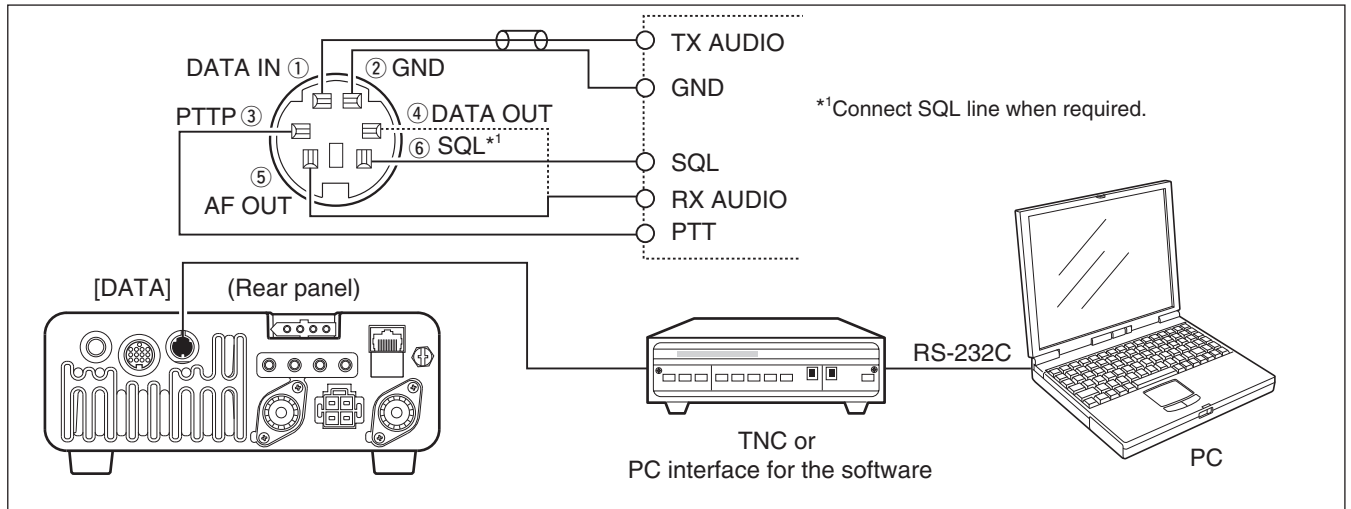 TX AUDIO
DATA IN ① ② GND
GND
*¹Connect SQL line when required.
PTTP ③ ④ DATA OUT
⑥ SQL*¹
SQL
⑤
AF OUT
RX AUDIO
PTT
[DATA] (Rear panel)
RS-232C
TNC or
PC interface for the software
PC